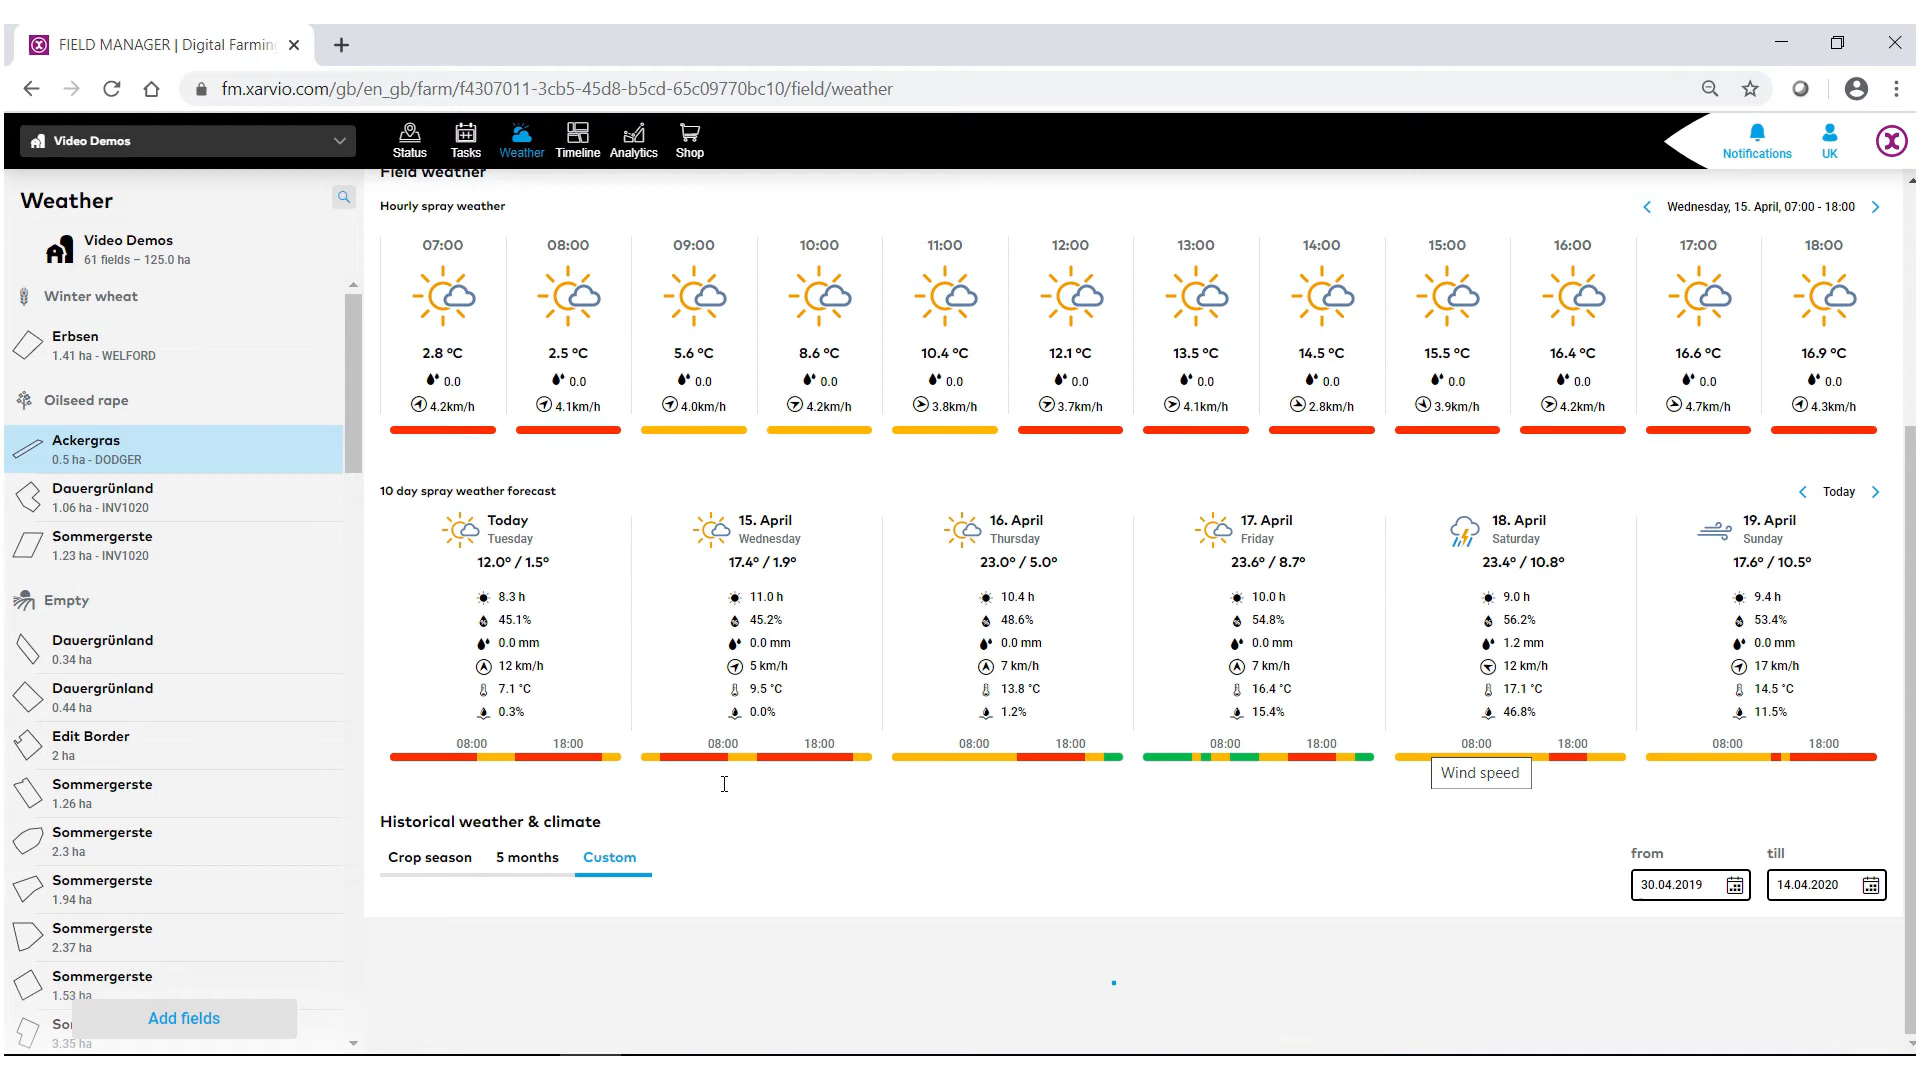 FIELD MANAGER | Digital Farming
fm.xarvio.com/gb/en_gb/farm/f4307011-3cb5-45d8-b5cd-65c09770bc10/field/weather
Video Demos
Status Tasks Weather Timeline Analytics Shop
Notifications UK
Weather
Video Demos
61 fields – 125.0 ha
Winter wheat
Erbsen
1.41 ha - WELFORD
Oilseed rape
Ackergras
0.5 ha - DODGER
Dauergrünland
1.06 ha - INV1020
Sommergerste
1.23 ha - INV1020
Empty
Dauergrünland
0.34 ha
Dauergrünland
0.44 ha
Edit Border
2 ha
Sommergerste
1.26 ha
Sommergerste
2.3 ha
Sommergerste
1.94 ha
Sommergerste
2.37 ha
Sommergerste
1.53 ha
So
3.35 ha
Add fields
Field weather
Hourly spray weather
Wednesday, 15. April, 07:00 - 18:00
07:00 08:00 09:00 10:00 11:00 12:00 13:00 14:00 15:00 16:00 17:00 18:00
2.8 °C 2.5 °C 5.6 °C 8.6 °C 10.4 °C 12.1 °C 13.5 °C 14.5 °C 15.5 °C 16.4 °C 16.6 °C 16.9 °C
0.0 0.0 0.0 0.0 0.0 0.0 0.0 0.0 0.0 0.0 0.0 0.0
4.2km/h 4.1km/h 4.0km/h 4.2km/h 3.8km/h 3.7km/h 4.1km/h 2.8km/h 3.9km/h 4.2km/h 4.7km/h 4.3km/h
10 day spray weather forecast
Today
Today 15. April 16. April 17. April 18. April 19. April
Tuesday Wednesday Thursday Friday Saturday Sunday
12.0° / 1.5° 17.4° / 1.9° 23.0° / 5.0° 23.6° / 8.7° 23.4° / 10.8° 17.6° / 10.5°
8.3 h 11.0 h 10.4 h 10.0 h 9.0 h 9.4 h
45.1% 45.2% 48.6% 54.8% 56.2% 53.4%
0.0 mm 0.0 mm 0.0 mm 0.0 mm 1.2 mm 0.0 mm
12 km/h 5 km/h 7 km/h 7 km/h 12 km/h 17 km/h
7.1 °C 9.5 °C 13.8 °C 16.4 °C 17.1 °C 14.5 °C
0.3% 0.0% 1.2% 15.4% 46.8% 11.5%
08:00 18:00 08:00 18:00 08:00 18:00 08:00 18:00 08:00 18:00 08:00 18:00
Wind speed
Historical weather & climate
Crop season 5 months Custom
from till
30.04.2019 14.04.2020